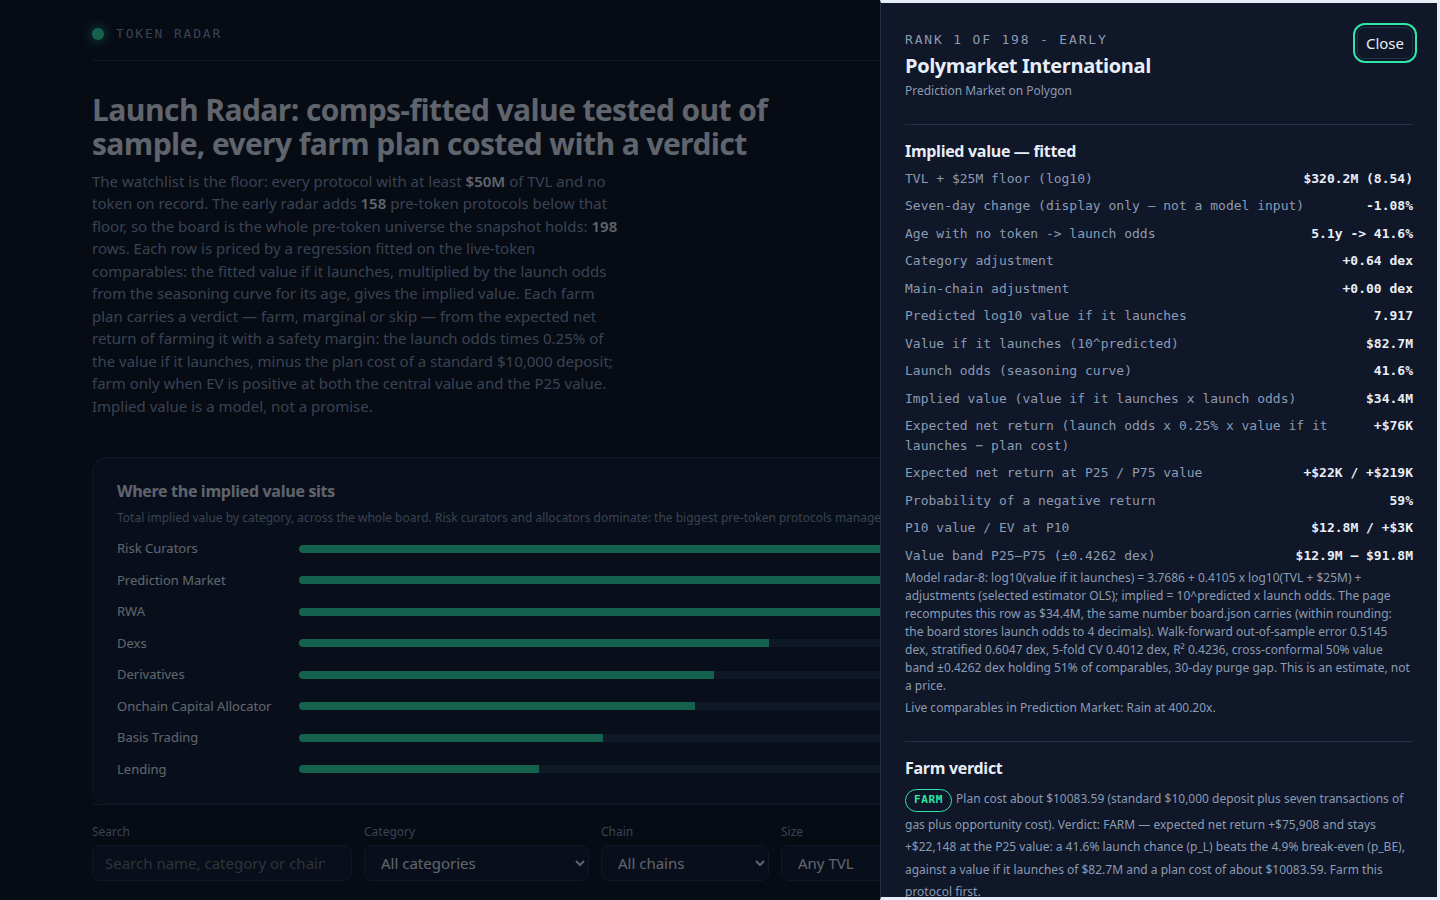 TOKEN RADAR
Launch Radar: comps-fitted value tested out of
sample, every farm plan costed with a verdict
The watchlist is the floor: every protocol with at least $50M of TVL and no
token on record. The early radar adds 158 pre-token protocols below that
floor, so the board is the whole pre-token universe the snapshot holds: 198
rows. Each row is priced by a regression fitted on the live-token
comparables: the fitted value if it launches, multiplied by the launch odds
from the seasoning curve for its age, gives the implied value. Each farm
plan carries a verdict — farm, marginal or skip — from the expected net
return of farming it with a safety margin: the launch odds times 0.25% of
the value if it launches, minus the plan cost of a standard $10,000 deposit;
farm only when EV is positive at both the central value and the P25 value.
Implied value is a model, not a promise.
Where the implied value sits
Total implied value by category, across the whole board. Risk curators and allocators dominate: the biggest pre-token protocols manage
Risk Curators
Prediction Market
RWA
Dexs
Derivatives
Onchain Capital Allocator
Basis Trading
Lending
Search
Category
Chain
Size
Search name, category or chain
All categories
All chains
Any TVL
RANK 1 OF 198 - EARLY
Close
Polymarket International
Prediction Market on Polygon
Implied value — fitted
TVL + $25M floor (log10) $320.2M (8.54)
Seven-day change (display only — not a model input) -1.08%
Age with no token -> launch odds 5.1y -> 41.6%
Category adjustment +0.64 dex
Main-chain adjustment +0.00 dex
Predicted log10 value if it launches 7.917
Value if it launches (10^predicted) $82.7M
Launch odds (seasoning curve) 41.6%
Implied value (value if it launches x launch odds) $34.4M
Expected net return (launch odds x 0.25% x value if it +$76K
launches − plan cost)
Expected net return at P25 / P75 value +$22K / +$219K
Probability of a negative return 59%
P10 value / EV at P10 $12.8M / +$3K
Value band P25–P75 (±0.4262 dex) $12.9M – $91.8M
Model radar-8: log10(value if it launches) = 3.7686 + 0.4105 x log10(TVL + $25M) +
adjustments (selected estimator OLS); implied = 10^predicted x launch odds. The page
recomputes this row as $34.4M, the same number board.json carries (within rounding:
the board stores launch odds to 4 decimals). Walk-forward out-of-sample error 0.5145
dex, stratified 0.6047 dex, 5-fold CV 0.4012 dex, R² 0.4236, cross-conformal 50% value
band ±0.4262 dex holding 51% of comparables, 30-day purge gap. This is an estimate, not
a price.
Live comparables in Prediction Market: Rain at 400.20x.
Farm verdict
FARM Plan cost about $10083.59 (standard $10,000 deposit plus seven transactions of
gas plus opportunity cost). Verdict: FARM — expected net return +$75,908 and stays
+$22,148 at the P25 value: a 41.6% launch chance (p_L) beats the 4.9% break-even (p_BE),
against a value if it launches of $82.7M and a plan cost of about $10083.59. Farm this
protocol first.